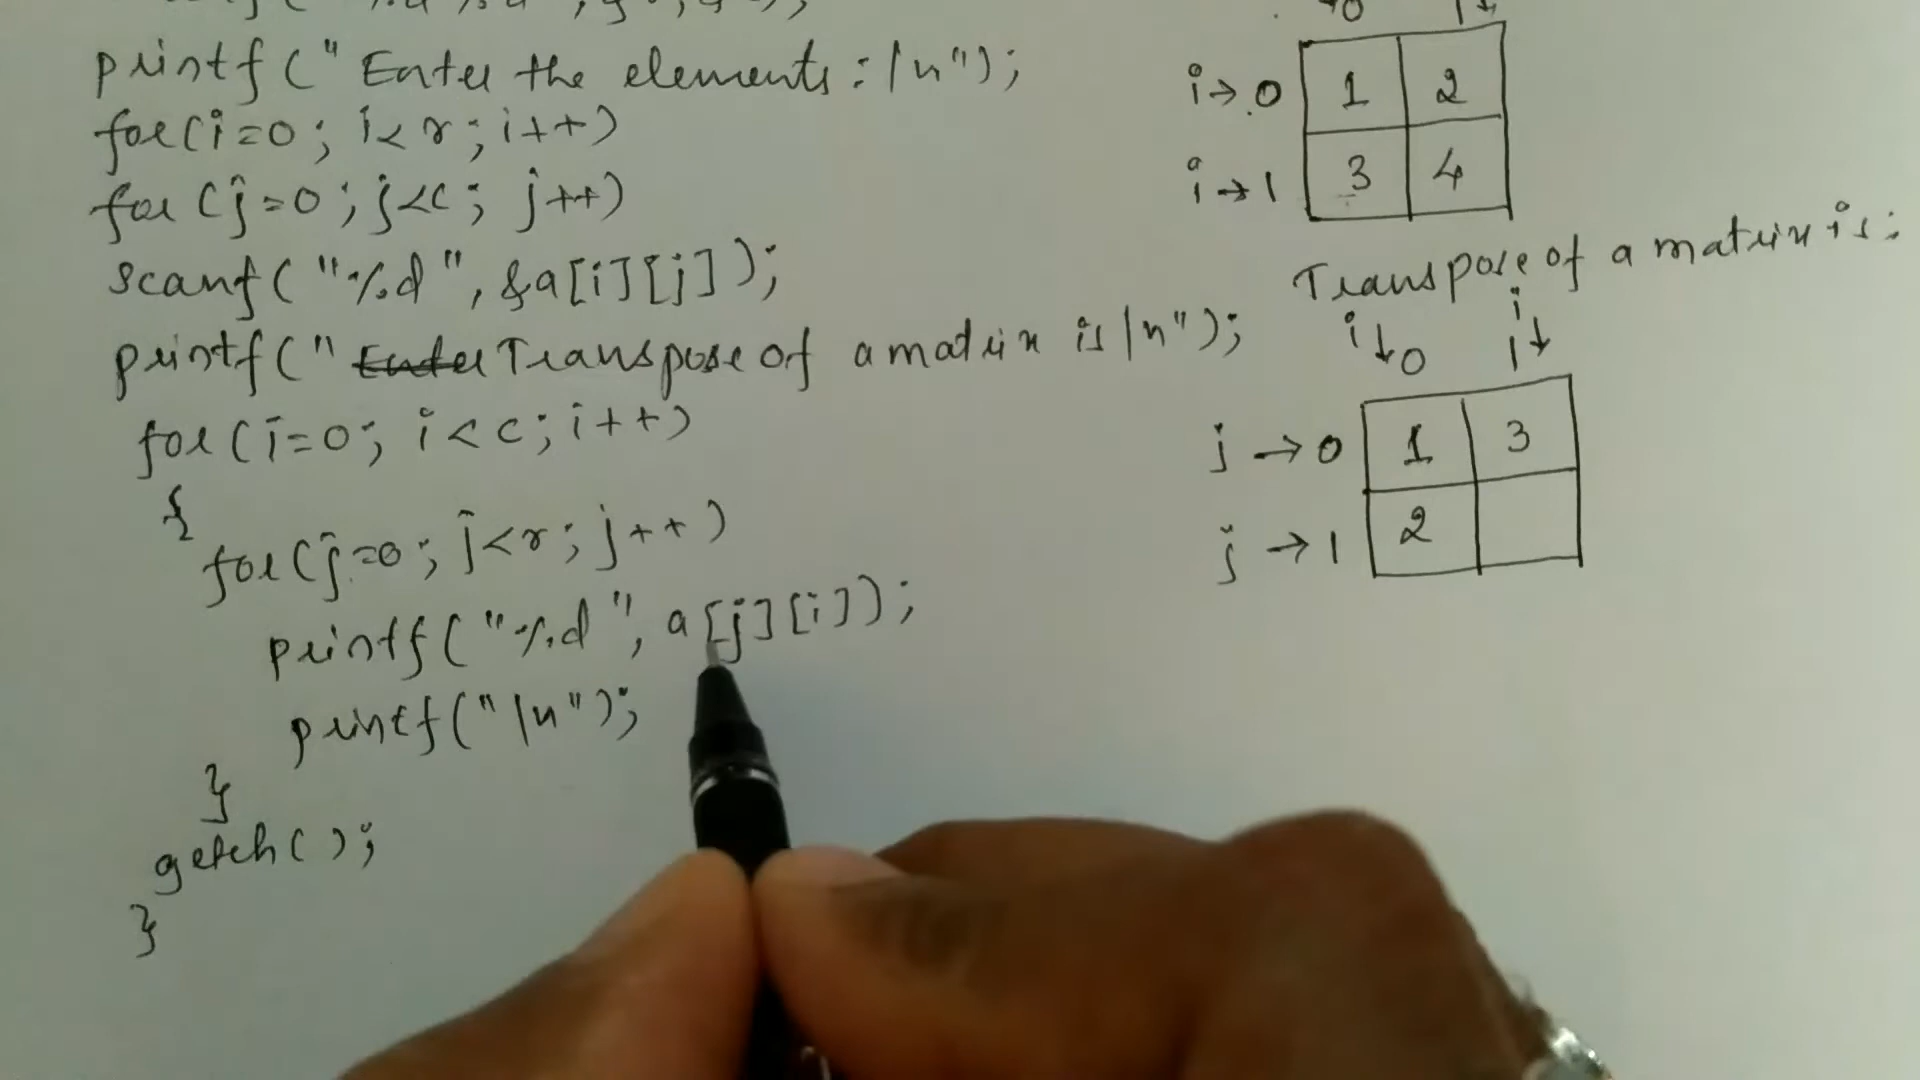 printf("Enter the elements:\n");
for(i=0; i<r; i++)
for(j=0; j<c; j++)
scanf("%d", &a[i][j]);
printf("Transpose of a matrix is\n");
for(i=0; i<c; i++)
{
for(j=0; j<r; j++)
printf("%d", a[j][i]);
printf("\n");
}
getch();
}
0 1
i→0 1 2
i→1 3 4
Transpose of a matrix is:
i↓0 i 1↓
j→0 1 3
j→1 2